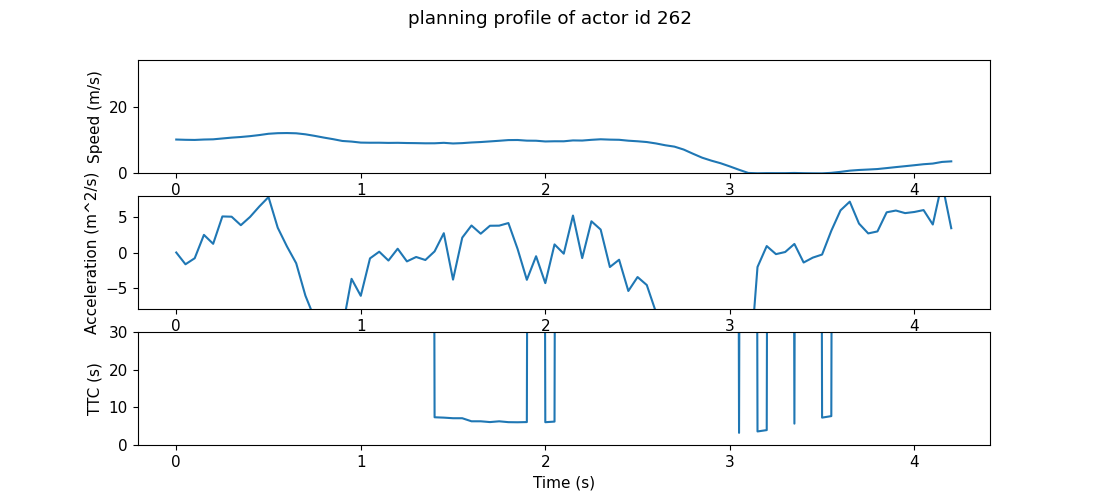 planning profile of actor id 262
Speed (m/s)
20
0
0 1 2 3 4
Acceleration (m^2/s)
5
0
−5
0 1 2 3 4
TTC (s)
30
20
10
0
0 1 2 3 4
Time (s)